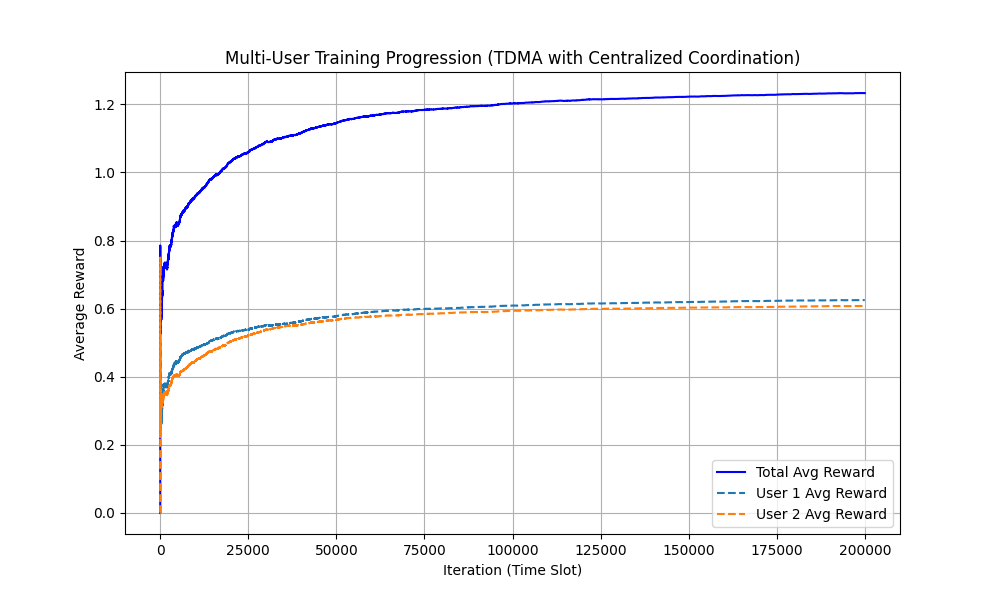 Multi-User Training Progression (TDMA with Centralized Coordination)
Average Reward
1.2
1.0
0.8
0.6
0.4
0.2
0.0
Total Avg Reward
User 1 Avg Reward
User 2 Avg Reward
0 25000 50000 75000 100000 125000 150000 175000 200000
Iteration (Time Slot)